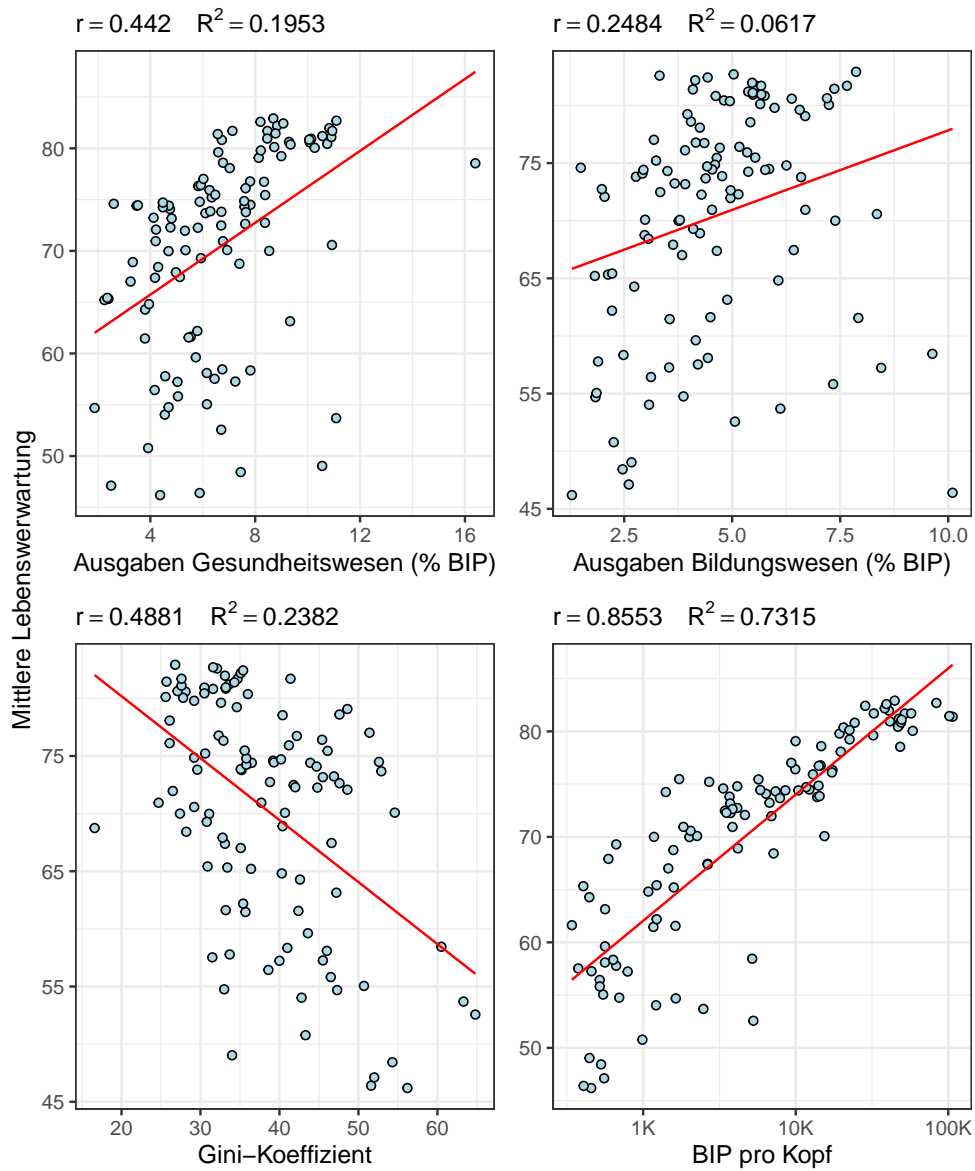 r = 0.442 R² = 0.1953
r = 0.2484 R² = 0.0617
80
70
60
50
4 8 12 16
Ausgaben Gesundheitswesen (% BIP)
75
65
55
45
2.5 5.0 7.5 10.0
Ausgaben Bildungswesen (% BIP)
Mittlere Lebenswerwartung
r = 0.4881 R² = 0.2382
r = 0.8553 R² = 0.7315
75
65
55
45
20 30 40 50 60
Gini−Koeffizient
80
70
60
50
1K 10K 100K
BIP pro Kopf